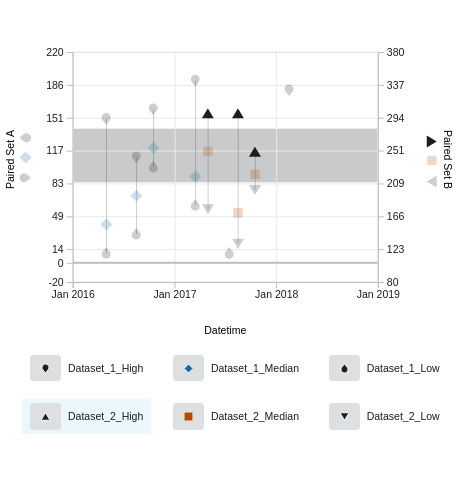 220 380
186 337
151 294
117 251
83 209
49 166
14 123
0
-20 80
Paired Set A
Paired Set B
Jan 2016 Jan 2017 Jan 2018 Jan 2019
Datetime
Dataset_1_High Dataset_1_Median Dataset_1_Low
Dataset_2_High Dataset_2_Median Dataset_2_Low